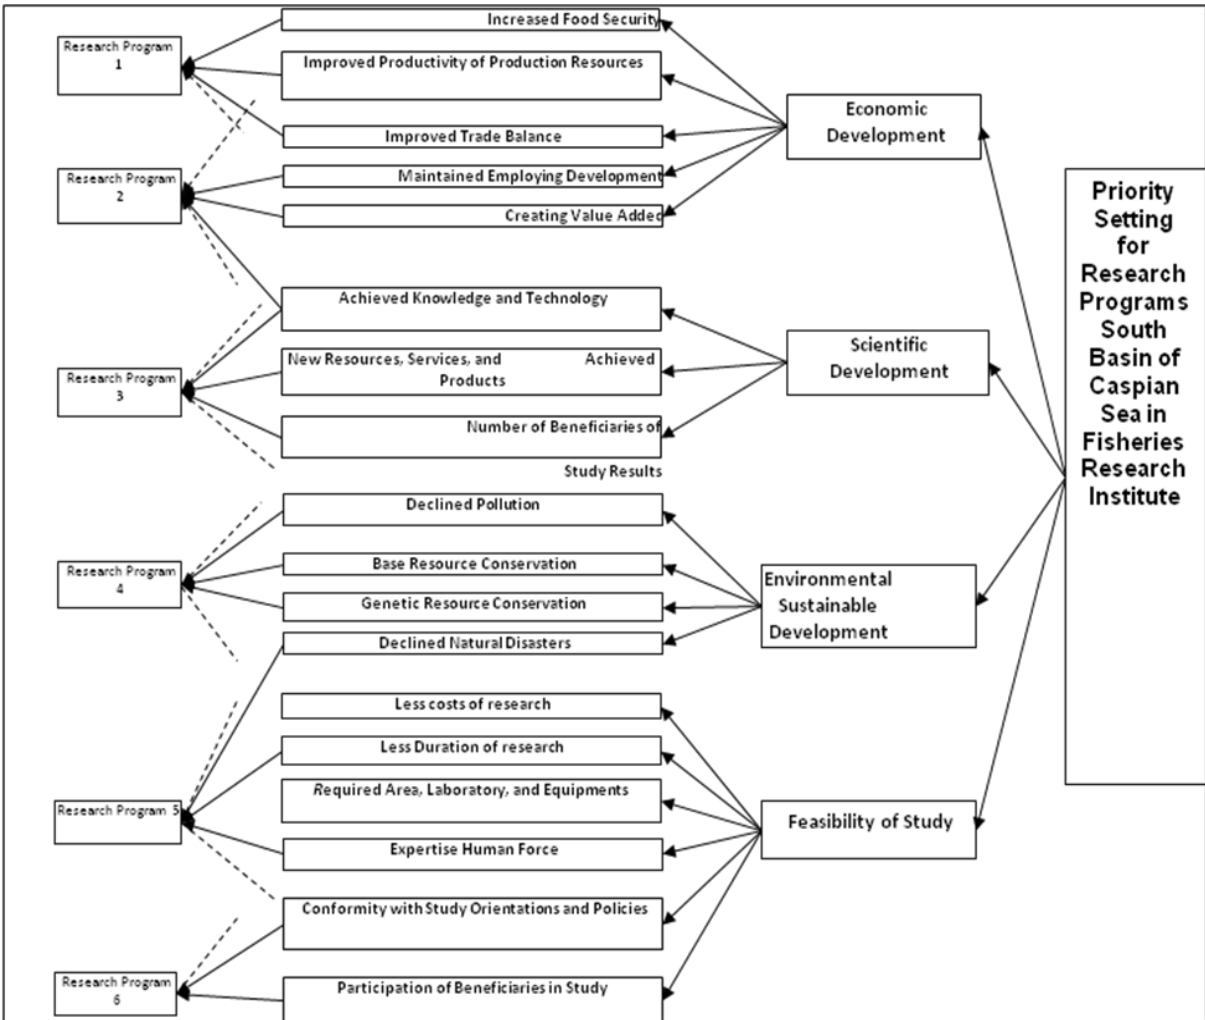 Research Program
1
Research Program
2
Research Program
3
Research Program
4
Research Program 5
Research Program
6
Increased Food Security
Improved Productivity of Production Resources
Improved Trade Balance
Maintained Employing Development
Creating Value Added
Achieved Knowledge and Technology
New Resources, Services, and Achieved
Products
Number of Beneficiaries of
Study Results
Declined Pollution
Base Resource Conservation
Genetic Resource Conservation
Declined Natural Disasters
Less costs of research
Less Duration of research
Required Area, Laboratory, and Equipments
Expertise Human Force
Conformity with Study Orientations and Policies
Participation of Beneficiaries in Study
Economic
Development
Scientific
Development
Environmental
Sustainable
Development
Feasibility of Study
Priority
Setting
for
Research
Programs
South
Basin of
Caspian
Sea in
Fisheries
Research
Institute